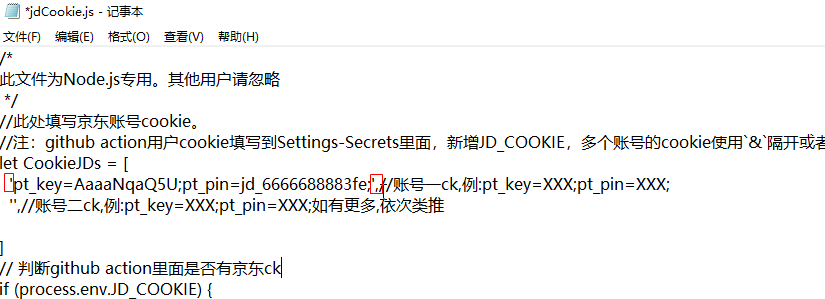 *jdCookie.js - 记事本
文件(F) 编辑(E) 格式(O) 查看(V) 帮助(H)
/*
此文件为Node.js专用。其他用户请忽略
*/
//此处填写京东账号cookie。
//注：github action用户cookie填写到Settings-Secrets里面，新增JD_COOKIE，多个账号的cookie使用`&`隔开或者
let CookieJDs = [
'pt_key=AaaaNqaQ5U;pt_pin=jd_6666688883fe;',//账号一ck,例:pt_key=XXX;pt_pin=XXX;
'',//账号二ck,例:pt_key=XXX;pt_pin=XXX;如有更多,依次类推
]
// 判断github action里面是否有京东ck
if (process.env.JD_COOKIE) {